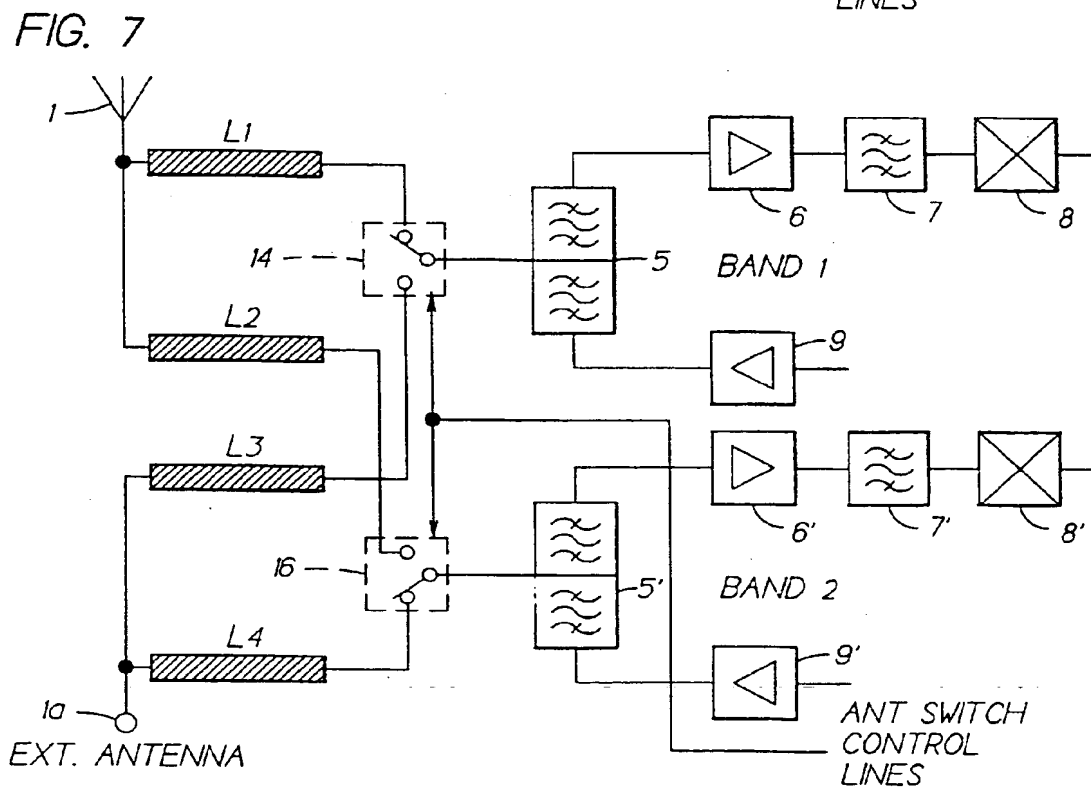 LINES
FIG. 7
1
L1
6
7
8
14
5
BAND 1
L2
9
L3
6'
7'
8'
16
5'
BAND 2
L4
9'
1a
EXT. ANTENNA
ANT SWITCH
CONTROL
LINES